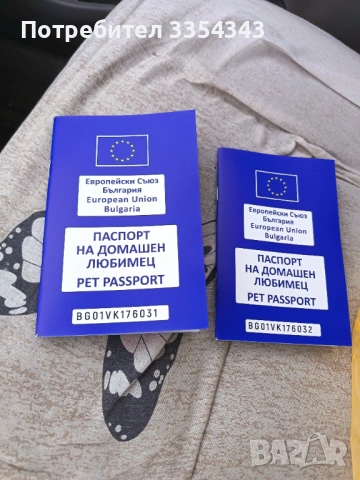 Потребител 3354343
Европейски Съюз
България
European Union
Bulgaria
ПАСПОРТ
НА ДОМАШЕН
ЛЮБИМЕЦ
PET PASSPORT
BG01VK176031
Европейски Съюз
България
European Union
Bulgaria
ПАСПОРТ
НА ДОМАШЕН
ЛЮБИМЕЦ
PET PASSPORT
BG01VK176032
BAZAR